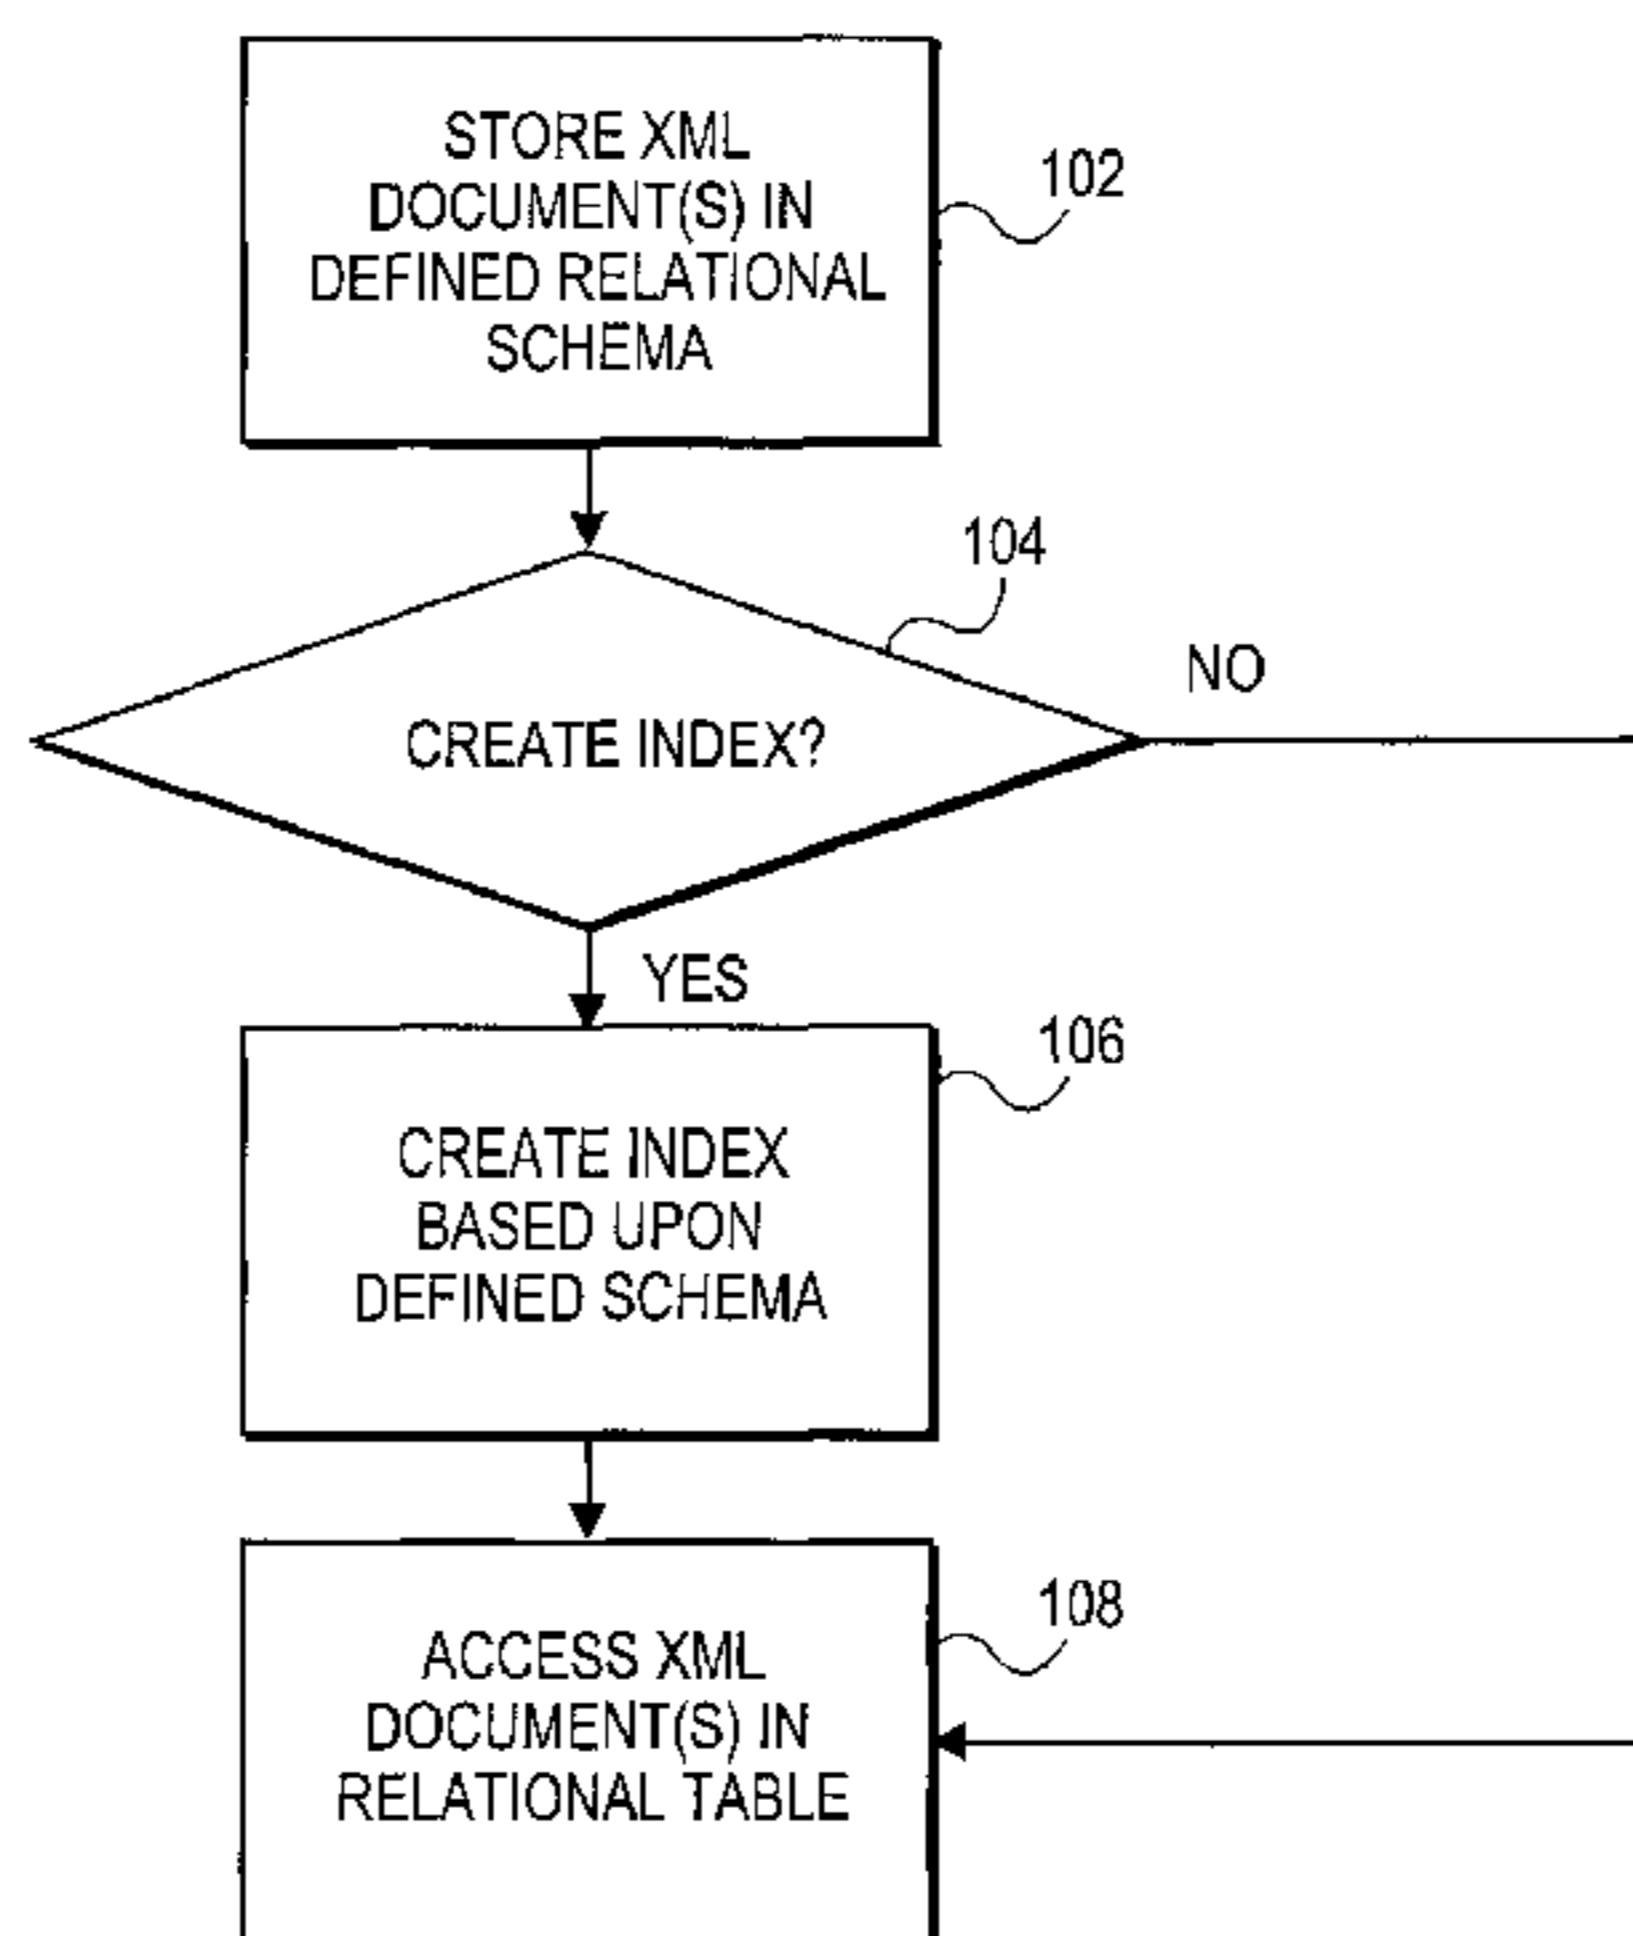 STORE XML
DOCUMENT(S) IN
DEFINED RELATIONAL
SCHEMA
102
104
NO
CREATE INDEX?
YES
106
CREATE INDEX
BASED UPON
DEFINED SCHEMA
108
ACCESS XML
DOCUMENT(S) IN
RELATIONAL TABLE